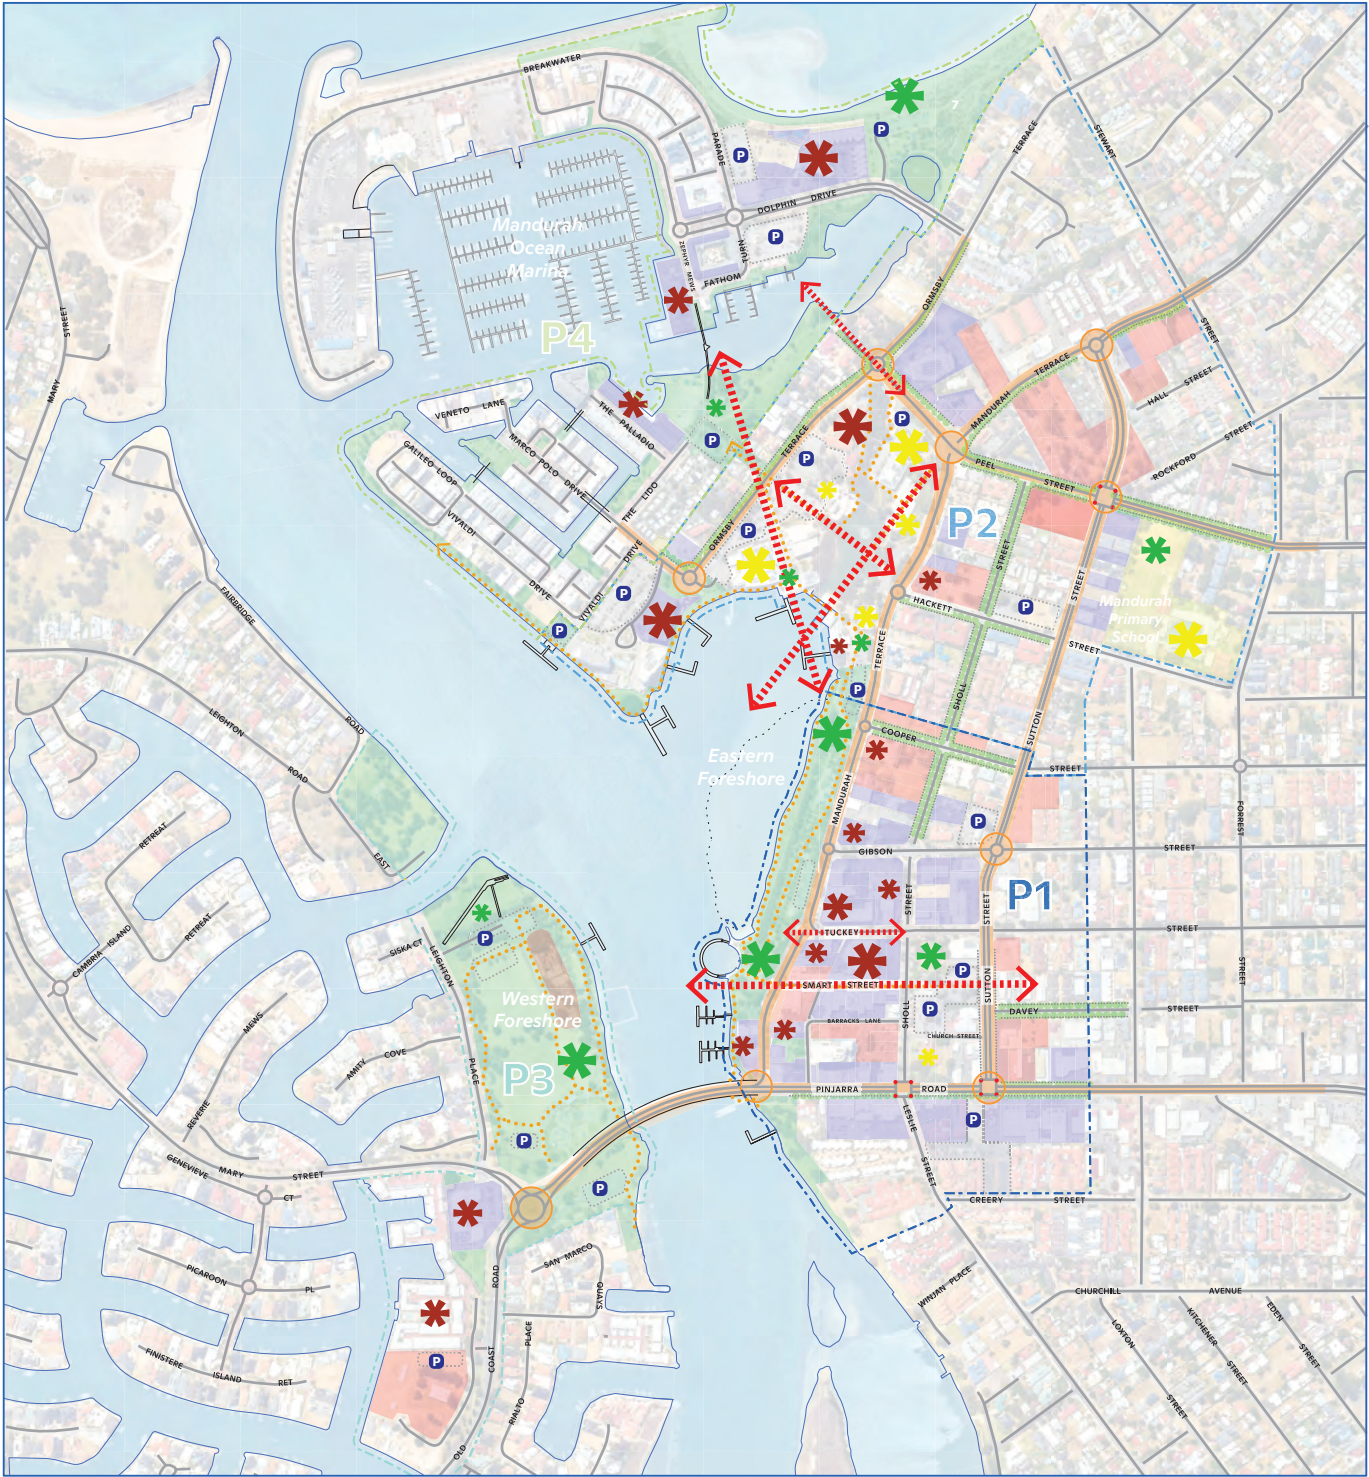 BREAKWATER
PARADE
P
7
P
STEWART
TERRACE
DOLPHIN DRIVE
P
Mandurah
Ocean
Marina
ZEPHYR MEWS
TURN
FATHOM
ORMSBY
STREET
P4
STREET
MARY
TERRACE
MANDURAH
HALL STREET
VENETO LANE
THE PALLADIO
P
P
TERRACE
STREET
ROCKFORD
GALILEO LOOP
MARCO POLO DRIVE
P
PEEL STREET
THE LIDO
VIVALDI
ORMSBY
P
P2
DRIVE
STREET
DRIVE
VIVALDI
P
P
HACKETT
P
STREET
STREET
Mandurah
Primary
School
STREET
FAIRBRIDGE
P
TERRACE
SHOLL
P
LEIGHTON
ROAD
ROAD
COOPER
SUTTON
STREET
Eastern
Foreshore
MANDURAH
P
FORREST
RETREAT
EAST
GIBSON
STREET
P1
STREET
STREET
RETREAT
CAMBRIA ISLAND
SISKA CT
P
LEIGHTON
TUCKEY
STREET
P
STREET
SMART STREET
SUTTON
Western
Foreshore
MEWS
BARRACKS LANE
SHOLL
P
DAVEY
STREET
CHURCH STREET
AMITY COVE
PLACE
P3
REVERIE
PINJARRA ROAD
LESLIE
P
P
GENEVIEVE
MARY STREET
CT
P
STREET
CREERY STREET
SAN MARCO
QUAYS
PICAROON
PL
ROAD
WINJAN PLACE
CHURCHILL AVENUE
EDEN
STREET
KITCHENER
STREET
LOXTON
STREET
PLACE
FINISTERE
ISLAND RET
P
COAST
RIALTO
OLD